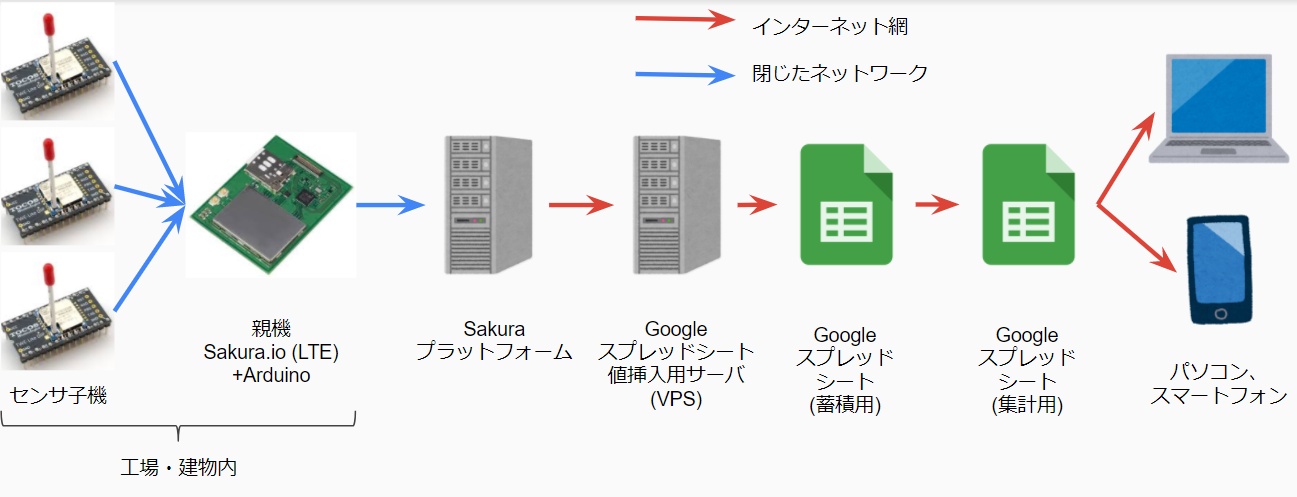 インターネット網
閉じたネットワーク
TOCOS
TOCOS
TOCOS
センサ子機
親機
Sakura.io (LTE)
+Arduino
Sakura
プラットフォーム
Google
スプレッドシート
値挿入用サーバ
(VPS)
Google
スプレッド
シート
(蓄積用)
Google
スプレッド
シート
(集計用)
パソコン、
スマートフォン
工場・建物内